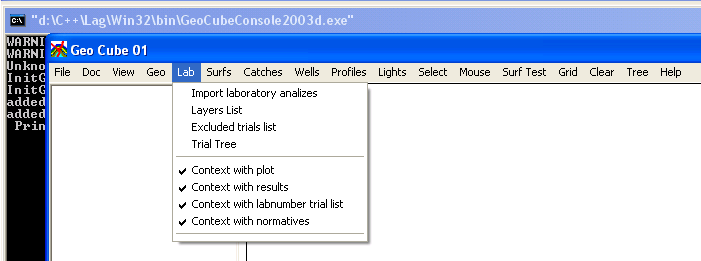 "d:\C++\Lag\Win32\bin\GeoCubeConsole2003d.exe"
WARNI
WARNI
Unkno
InitG
InitG
added
added
Prin
Geo Cube 01
File Doc View Geo Lab Surfs Catches Wells Profiles Lights Select Mouse Surf Test Grid Clear Tree Help
Import laboratory analizes
Layers List
Excluded trials list
Trial Tree
Context with plot
Context with results
Context with labnumber trial list
Context with normatives